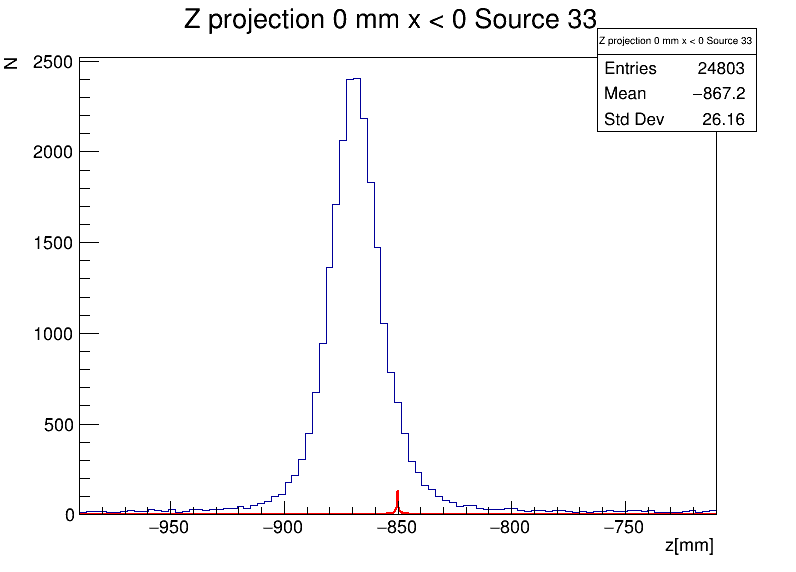 Z projection 0 mm x < 0 Source 33
Z projection 0 mm x < 0 Source 33
Entries 24803
Mean −867.2
Std Dev 26.16
N
2500
2000
1500
1000
500
0
−950 −900 −850 −800 −750
z[mm]